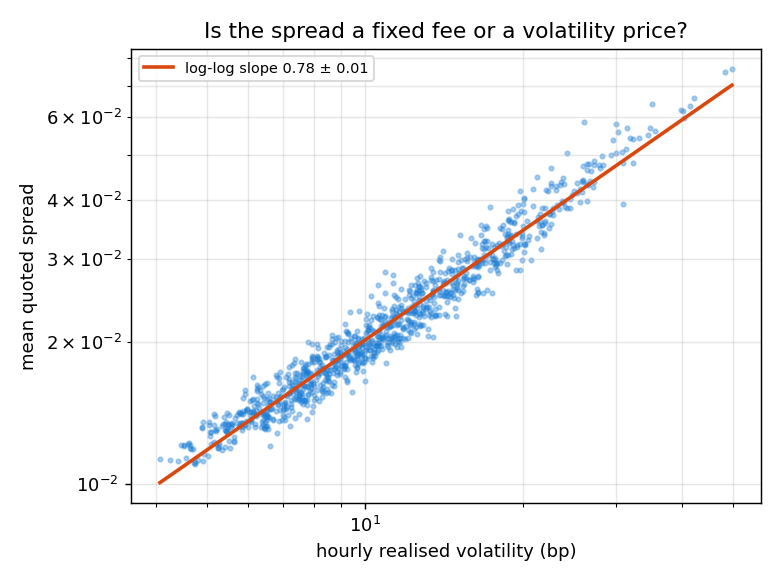 Is the spread a fixed fee or a volatility price?
log-log slope 0.78 ± 0.01
6 × 10⁻²
4 × 10⁻²
3 × 10⁻²
2 × 10⁻²
10⁻²
mean quoted spread
10¹
hourly realised volatility (bp)